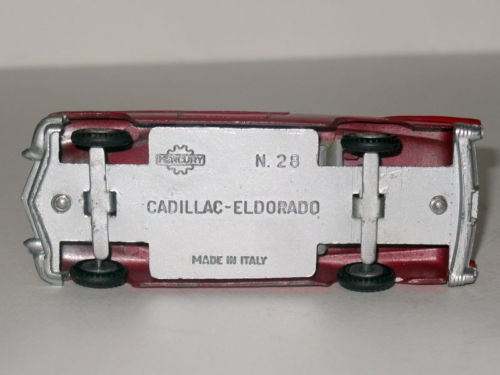 MERCURY N. 28
CADILLAC-ELDORADO
MADE IN ITALY